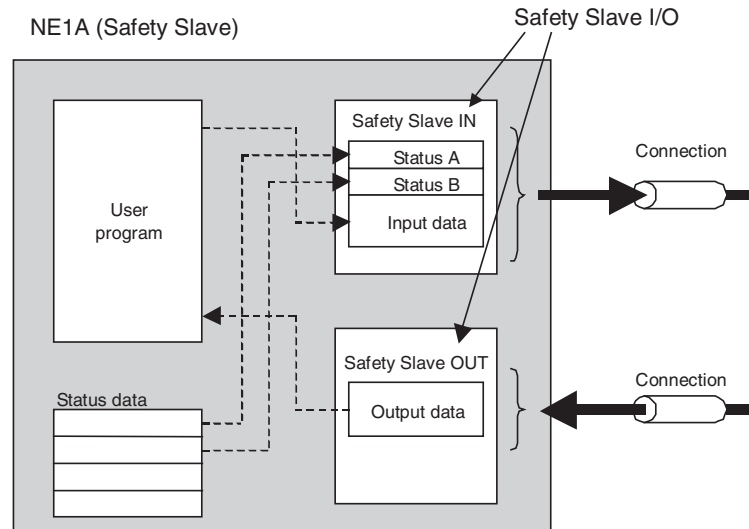 NE1A (Safety Slave)
Safety Slave I/O
Safety Slave IN
Status A
Status B
Input data
User
program
Connection
Safety Slave OUT
Output data
Connection
Status data